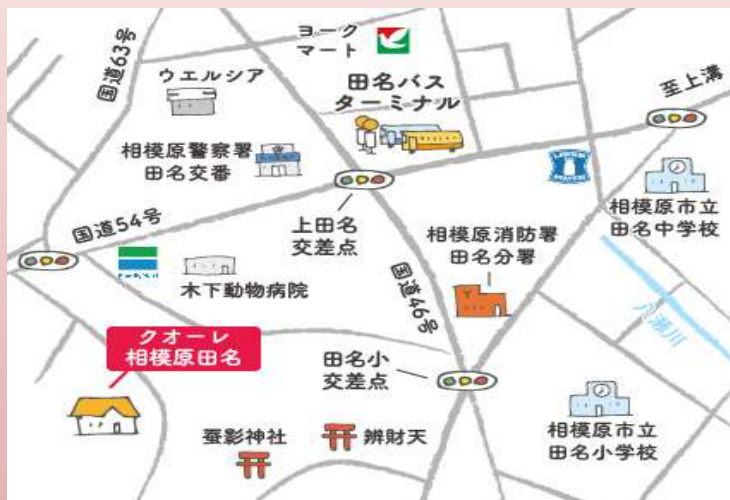 ヨーク
マート
国道63号
ウエルシア
田名バス
ターミナル
至上溝
相模原警察署
田名交番
国道54号
上田名
交差点
相模原消防署
田名分署
相模原市立
田名中学校
木下動物病院
国道46号
八瀬川
クオーレ
相模原田名
田名小
交差点
蚕影神社
辨財天
相模原市立
田名小学校